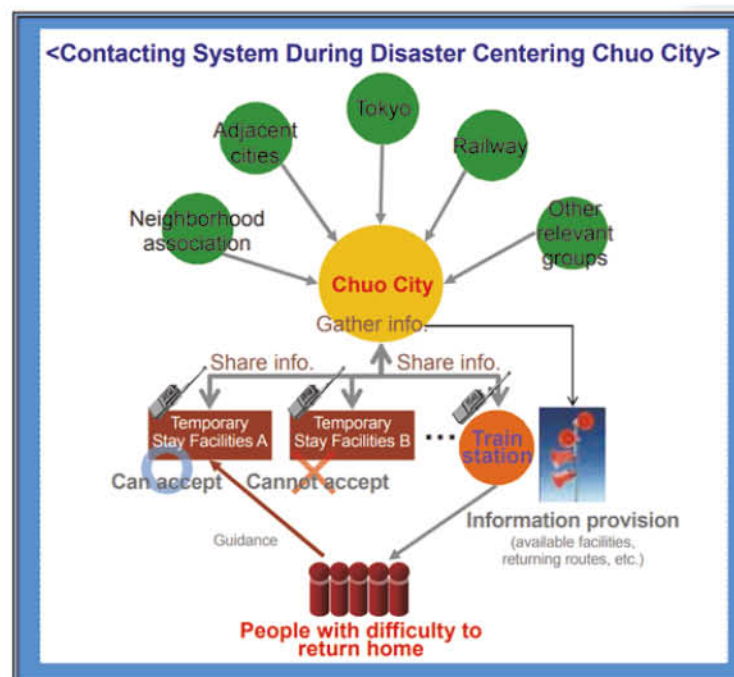 <Contacting System During Disaster Centering Chuo City>
Tokyo
Adjacent
cities
Railway
Neighborhood
association
Other
relevant
groups
Chuo City
Gather info.
Share info.
Share info.
Temporary
Stay Facilities A
Temporary
Stay Facilities B
...
Train
station
Can accept
Cannot accept
Information provision
(available facilities,
returning routes, etc.)
Guidance
People with difficulty to
return home